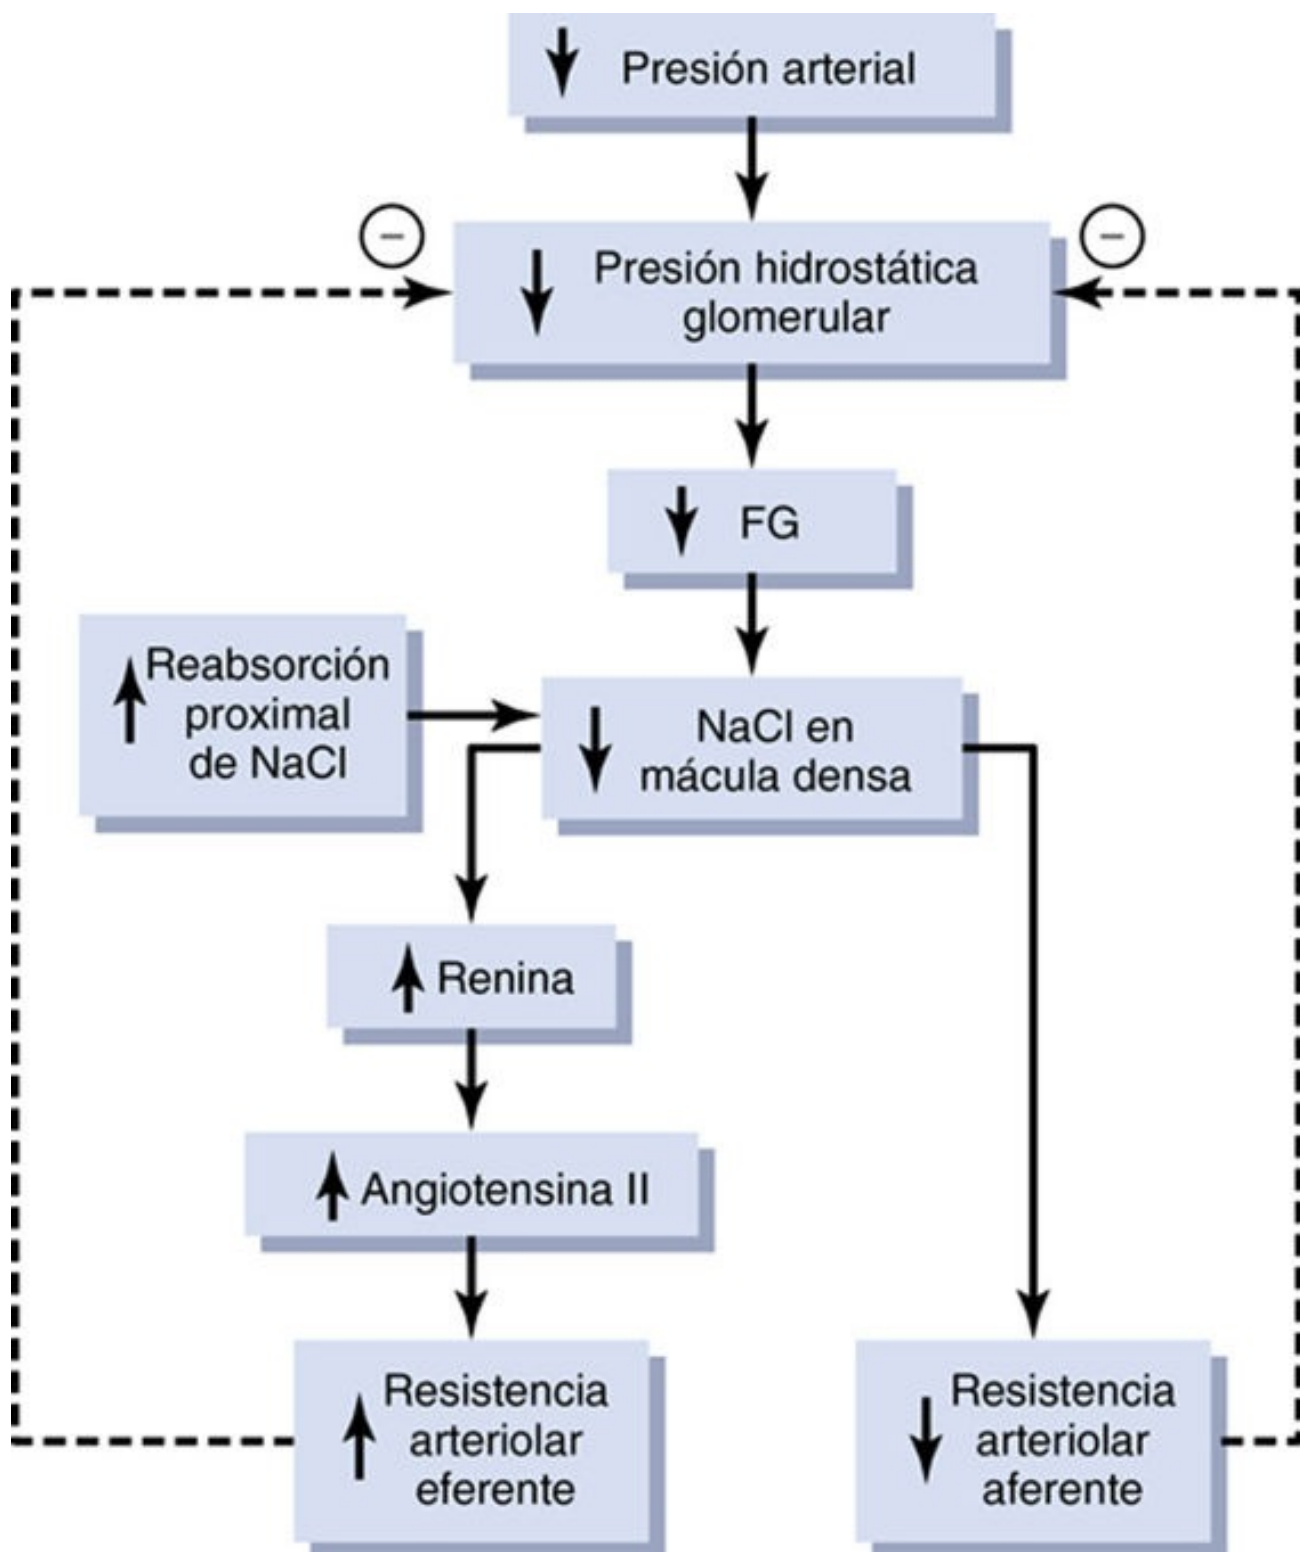 Presión arterial
−
−
Presión hidrostática
glomerular
FG
Reabsorción
proximal
de NaCl
NaCl en
mácula densa
Renina
Angiotensina II
Resistencia
arteriolar
eferente
Resistencia
arteriolar
aferente